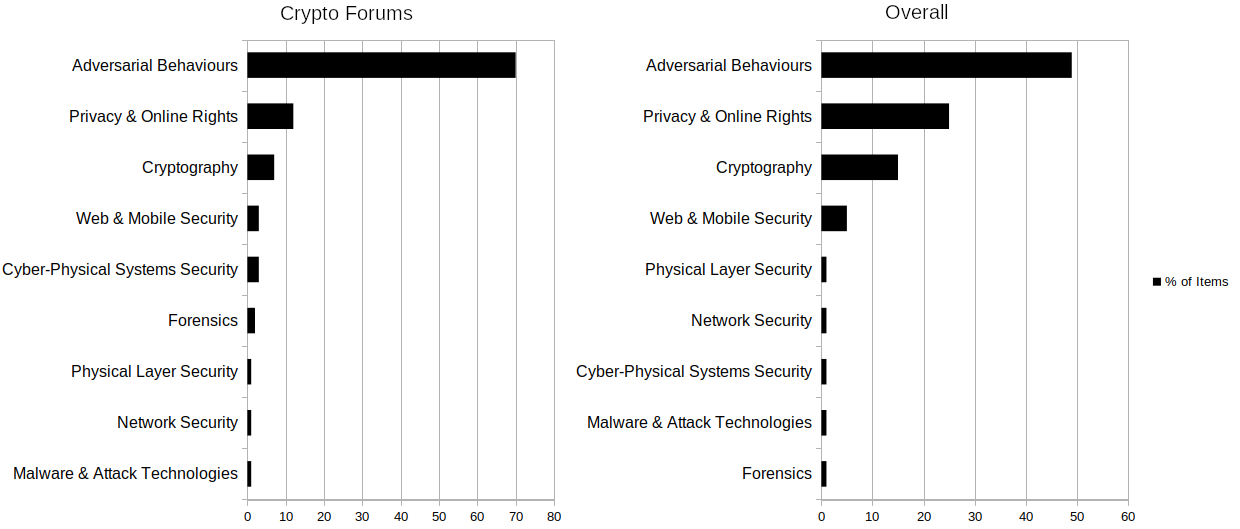 Crypto Forums
Adversarial Behaviours
Privacy & Online Rights
Cryptography
Web & Mobile Security
Cyber-Physical Systems Security
Forensics
Physical Layer Security
Network Security
Malware & Attack Technologies
0 10 20 30 40 50 60 70 80
Overall
Adversarial Behaviours
Privacy & Online Rights
Cryptography
Web & Mobile Security
Physical Layer Security
Network Security
Cyber-Physical Systems Security
Malware & Attack Technologies
Forensics
0 10 20 30 40 50 60
% of Items